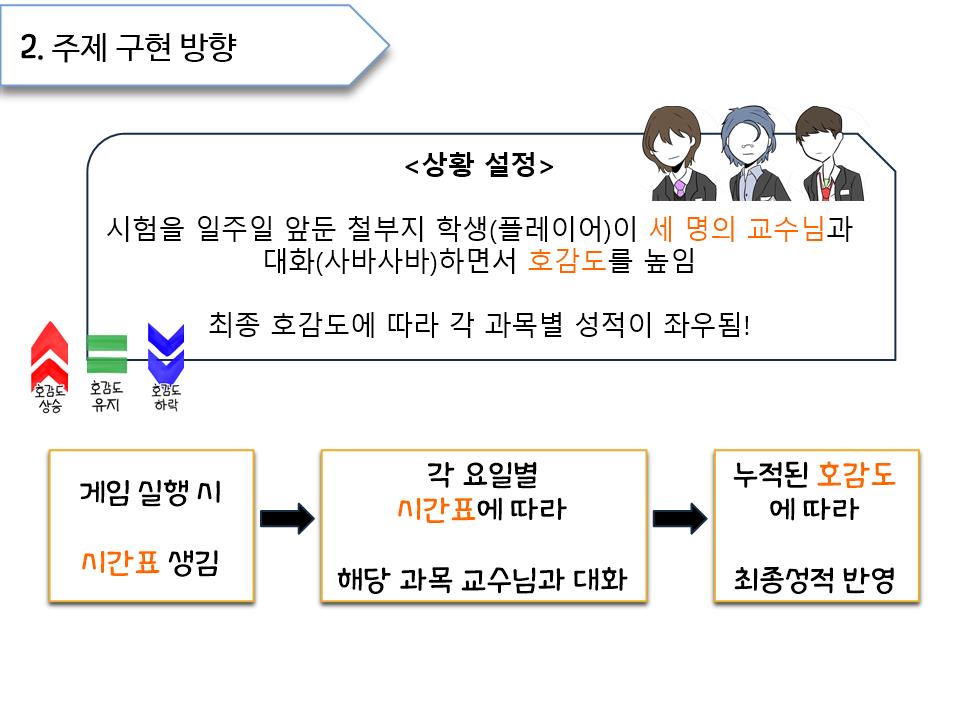 2. 주제 구현 방향
<상황 설정>
시험을 일주일 앞둔 철부지 학생(플레이어)이 세 명의 교수님과
대화(사바사바)하면서 호감도를 높임
최종 호감도에 따라 각 과목별 성적이 좌우됨!
호감도
상승
호감도
유지
호감도
하락
게임 실행 시
시간표 생김
각 요일별
시간표에 따라
해당 과목 교수님과 대화
누적된 호감도
에 따라
최종성적 반영